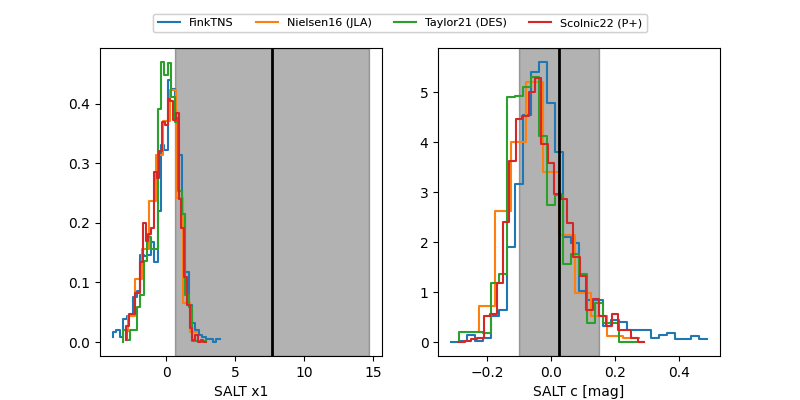 FinkTNS Nielsen16 (JLA) Taylor21 (DES) Scolnic22 (P+)
0.4
0.3
0.2
0.1
0.0
0 5 10 15
SALT x1
5
4
3
2
1
0
−0.2 0.0 0.2 0.4
SALT c [mag]